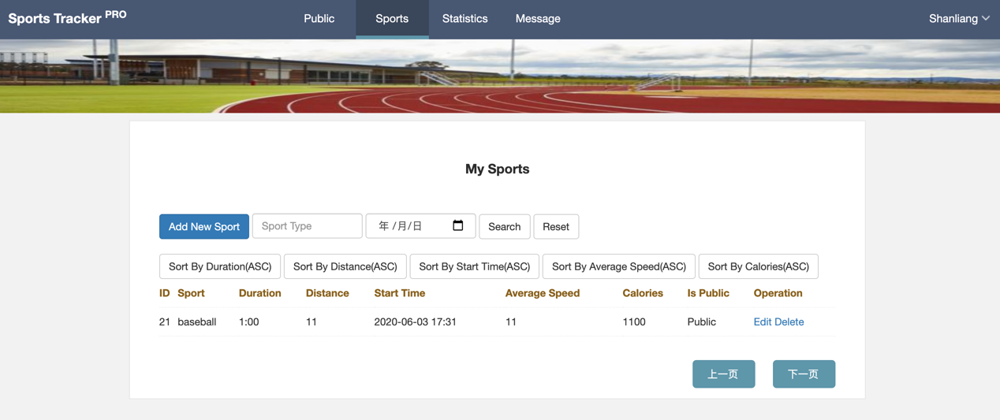 Sports Tracker PRO Public Sports Statistics Message Shanliang
My Sports
Add New Sport Sport Type 年 /月/日 Search Reset
Sort By Duration(ASC) Sort By Distance(ASC) Sort By Start Time(ASC) Sort By Average Speed(ASC) Sort By Calories(ASC)
ID Sport Duration Distance Start Time Average Speed Calories Is Public Operation
21 baseball 1:00 11 2020-06-03 17:31 11 1100 Public Edit Delete
上一页 下一页